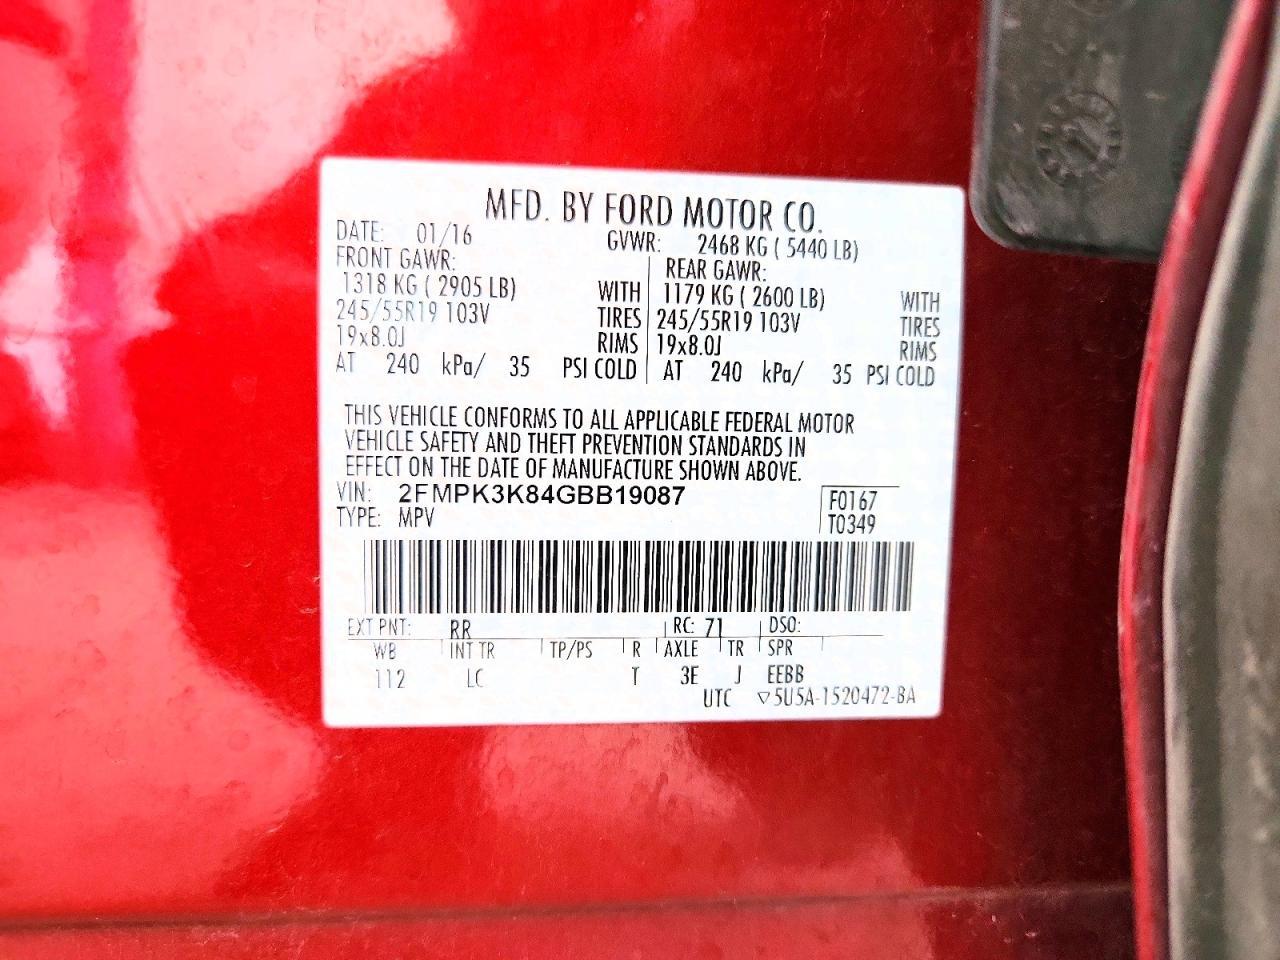 MFD. BY FORD MOTOR CO.
DATE: 01/16 GVWR: 2468 KG ( 5440 LB)
FRONT GAWR: REAR GAWR:
1318 KG ( 2905 LB) WITH 1179 KG ( 2600 LB) WITH
245/55R19 103V TIRES 245/55R19 103V TIRES
19x8.0J RIMS 19x8.0J RIMS
AT 240 kPa/ 35 PSI COLD AT 240 kPa/ 35 PSI COLD
THIS VEHICLE CONFORMS TO ALL APPLICABLE FEDERAL MOTOR
VEHICLE SAFETY AND THEFT PREVENTION STANDARDS IN
EFFECT ON THE DATE OF MANUFACTURE SHOWN ABOVE.
VIN: 2FMPK3K84GBB19087 F0167
TYPE: MPV T0349
EXT PNT: RR RC: 71 DSO:
WB INT TR TP/PS R AXLE TR SPR
112 LC T 3E J EEBB
UTC ▽5U5A-1520472-BA